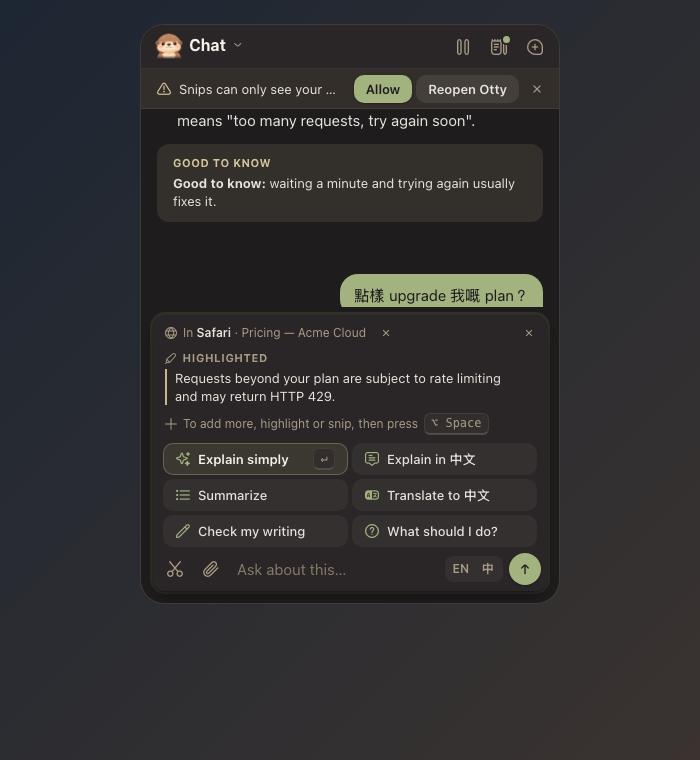 Chat
Snips can only see your ...
Allow
Reopen Otty
means "too many requests, try again soon".
GOOD TO KNOW
Good to know: waiting a minute and trying again usually
fixes it.
點樣 upgrade 我嘅 plan？
In Safari · Pricing — Acme Cloud
HIGHLIGHTED
Requests beyond your plan are subject to rate limiting
and may return HTTP 429.
To add more, highlight or snip, then press ⌥ Space
Explain simply
Explain in 中文
Summarize
Translate to 中文
Check my writing
What should I do?
Ask about this...
EN 中